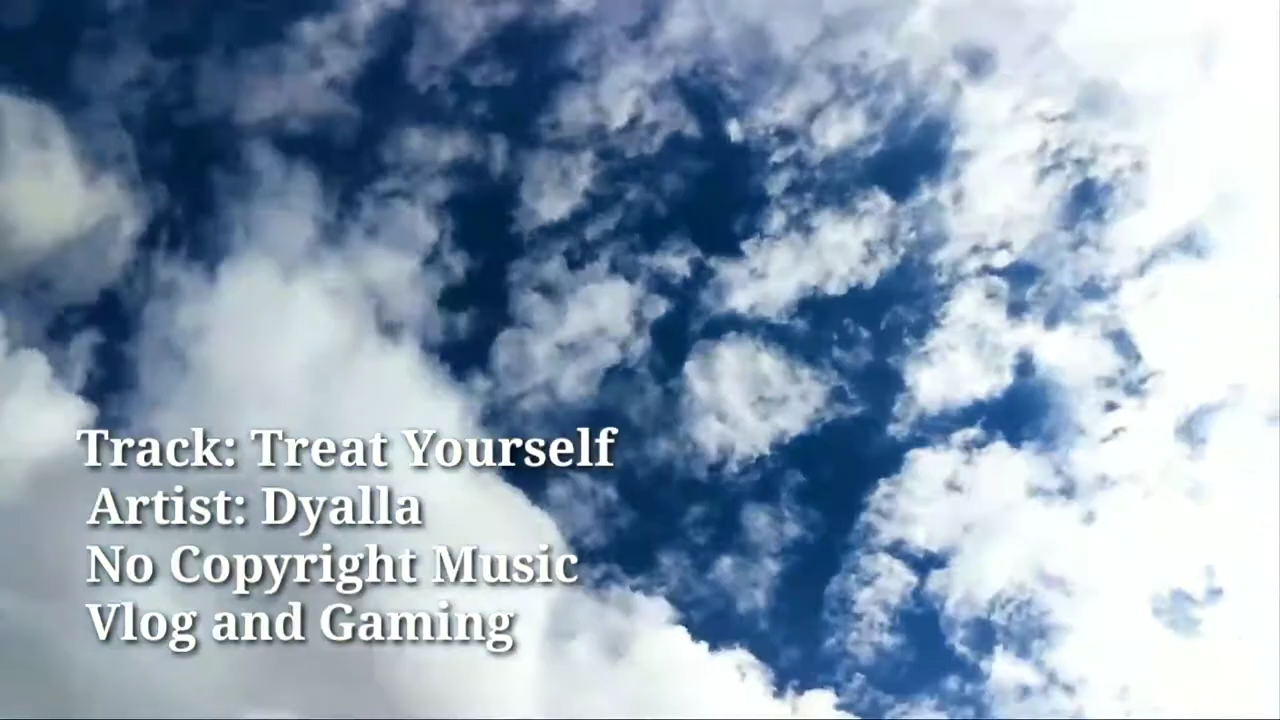 Track: Treat Yourself
Artist: Dyalla
No Copyright Music
Vlog and Gaming